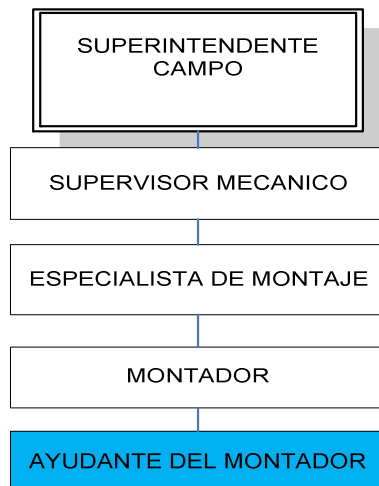 SUPERINTENDENTE
CAMPO
SUPERVISOR MECANICO
ESPECIALISTA DE MONTAJE
MONTADOR
AYUDANTE DEL MONTADOR